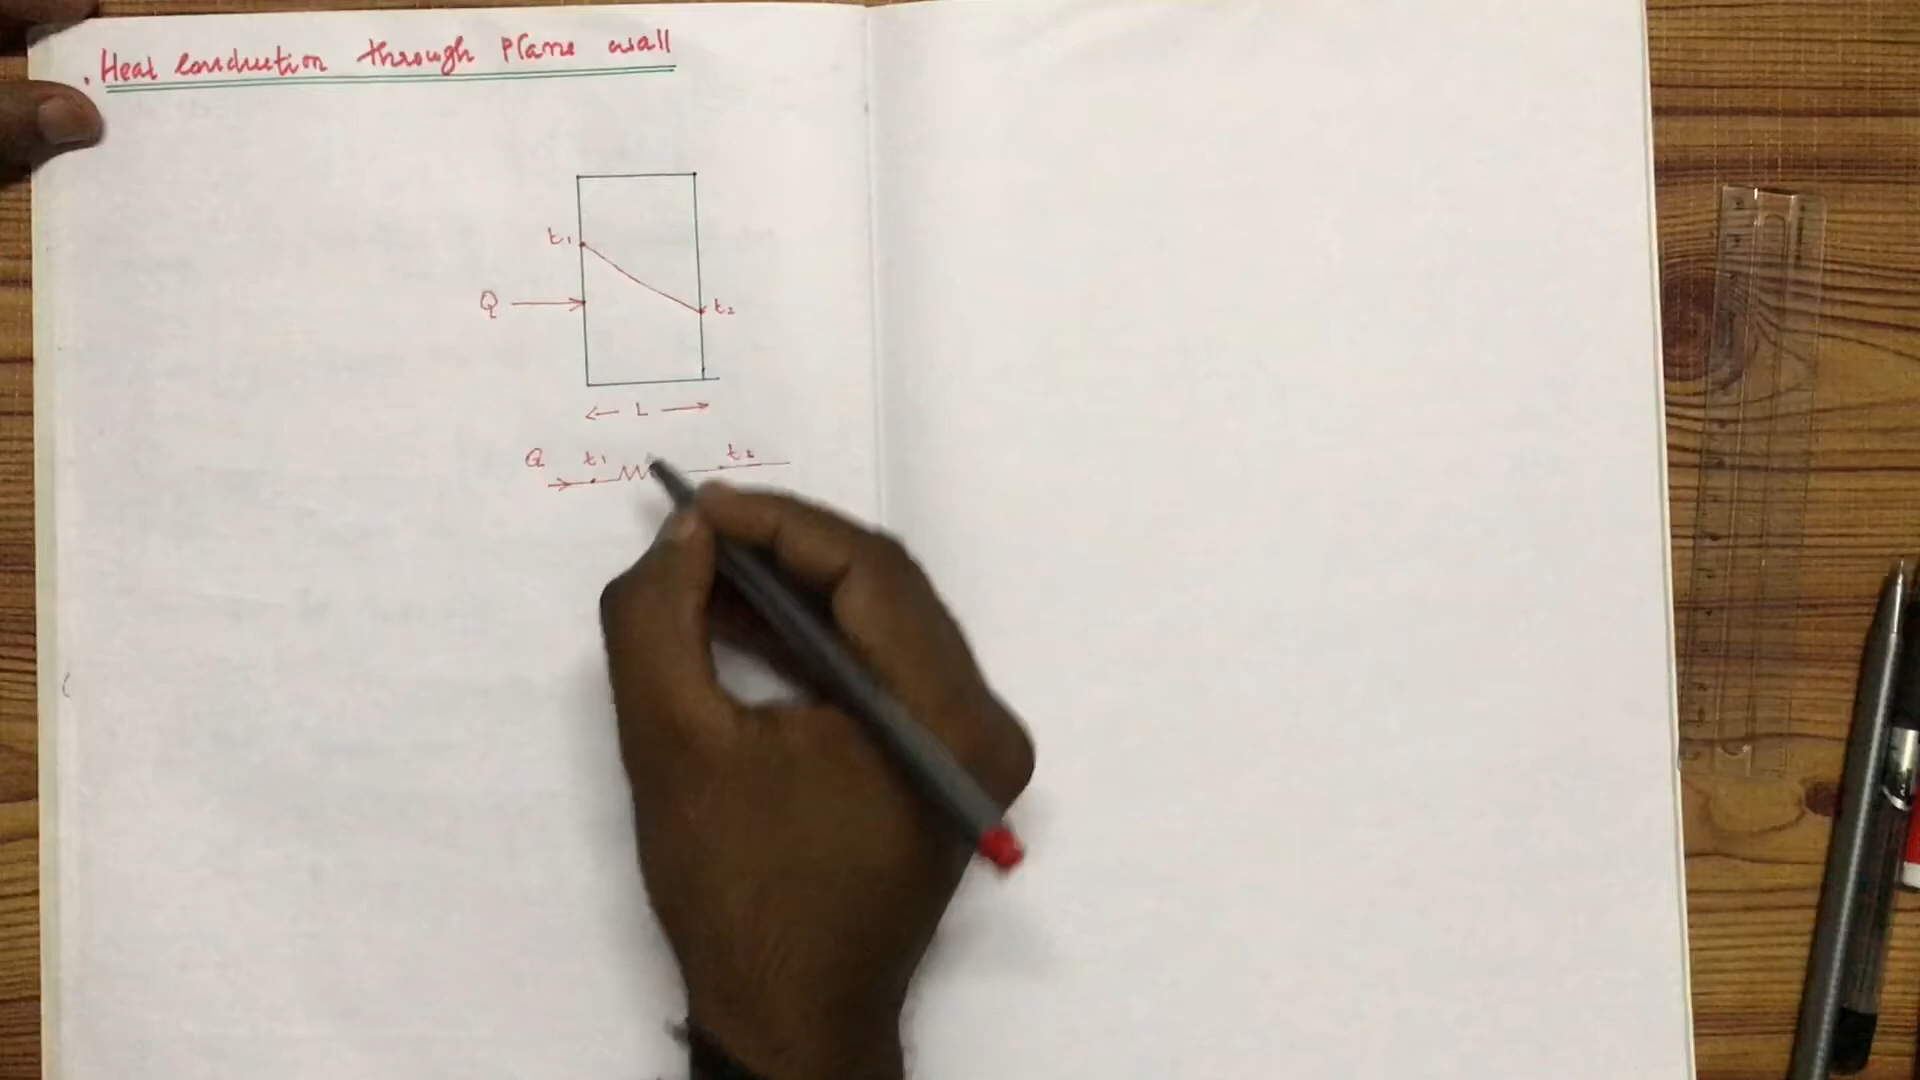 . Heat conduction through Plane wall
t1
Q
t2
L
Q t1 t2